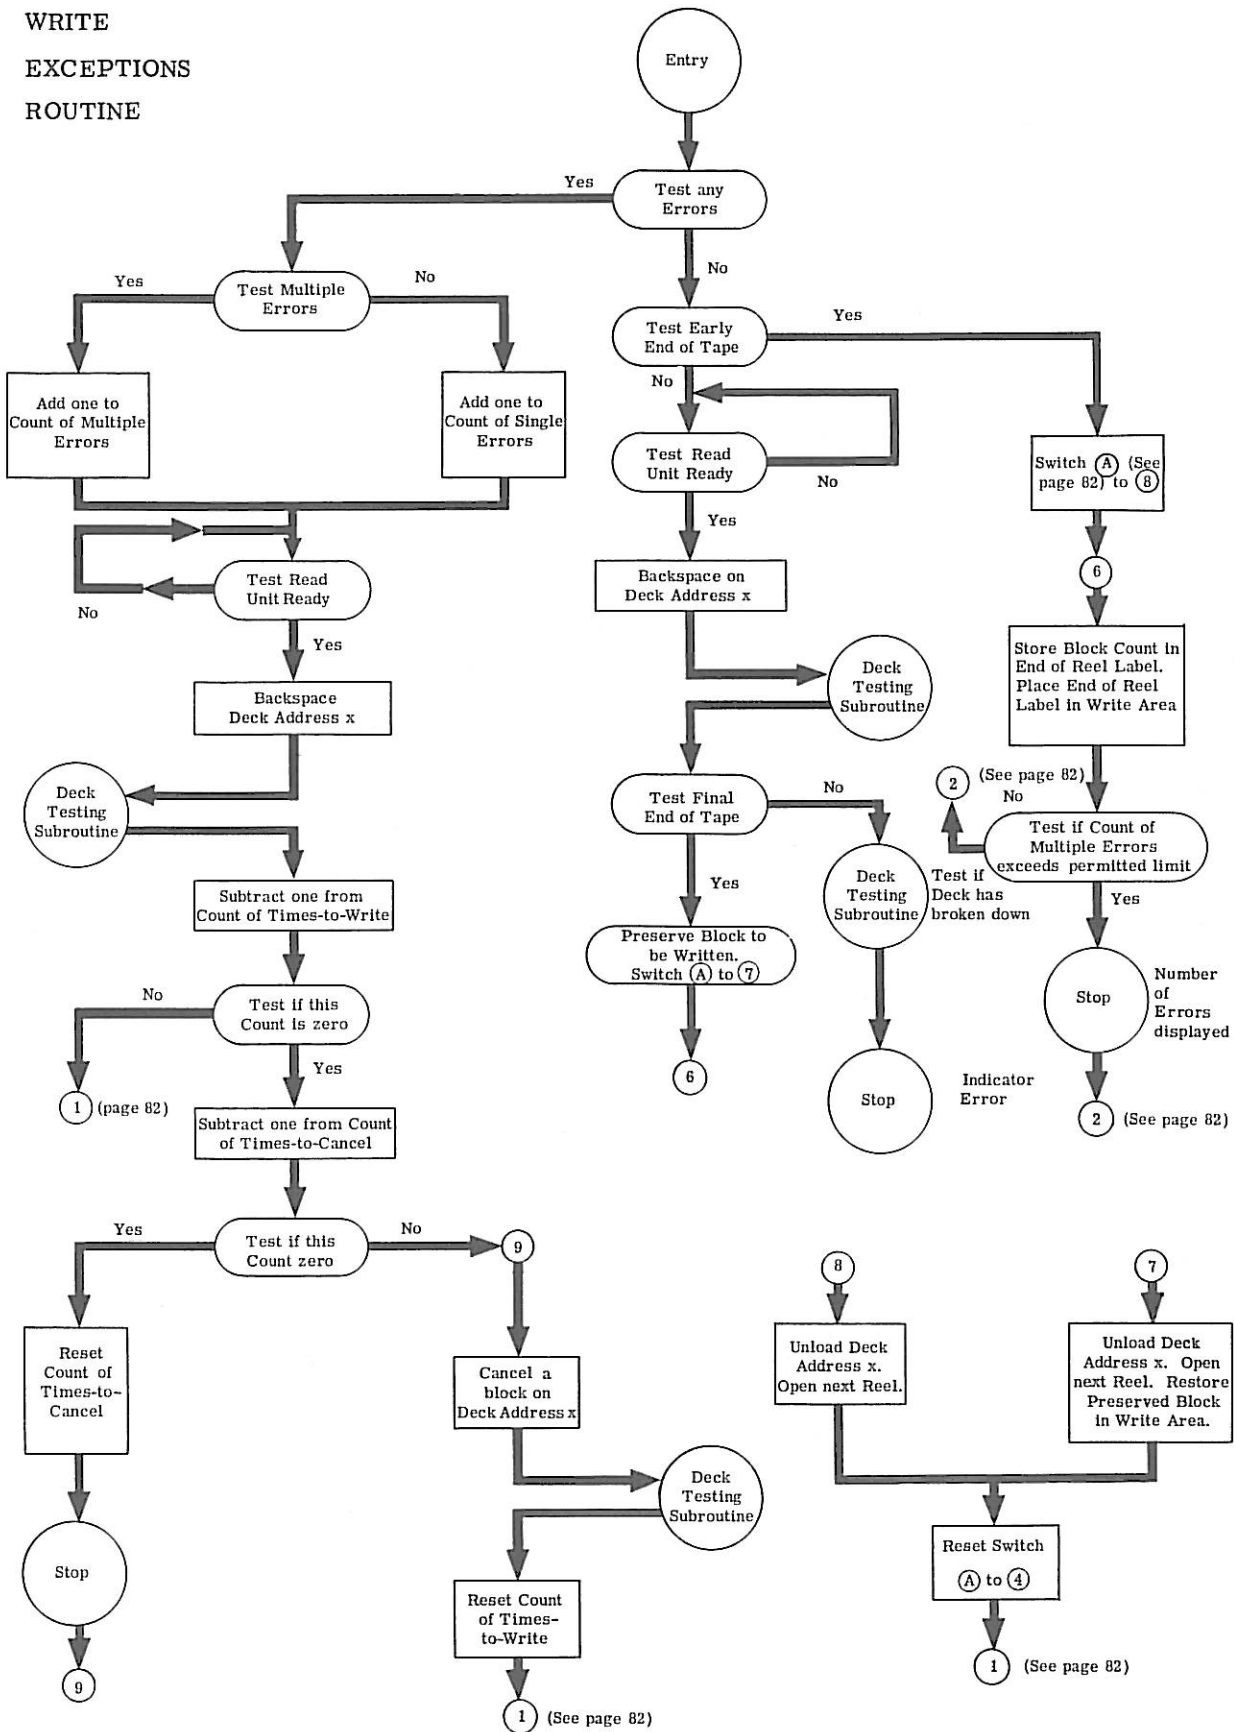 WRITE
EXCEPTIONS
ROUTINE
Entry
Yes
Test any
Errors
No
Yes
Test Multiple
Errors
No
Add one to
Count of Multiple
Errors
Add one to
Count of Single
Errors
Test Read
Unit Ready
No
Yes
Backspace
Deck Address x
Deck
Testing
Subroutine
Subtract one from
Count of Times-to-Write
No
Test if this
Count is zero
Yes
1 (page 82)
Subtract one from Count
of Times-to-Cancel
Yes
Test if this
Count zero
No
9
Reset
Count of
Times-to-
Cancel
Stop
9
Cancel a
block on
Deck Address x
Deck
Testing
Subroutine
Reset Count
of Times-
to-Write
1 (See page 82)
Test Early
End of Tape
Yes
No
Test Read
Unit Ready
No
Yes
Backspace on
Deck Address x
Deck
Testing
Subroutine
Test Final
End of Tape
No
Yes
Deck
Testing
Subroutine
Test if
Deck has
broken down
Preserve Block to
be Written.
Switch A to 7
6
Stop
Indicator
Error
Switch A (See
page 82) to 8
6
Store Block Count in
End of Reel Label.
Place End of Reel
Label in Write Area
2 (See page 82)
No
Test if Count of
Multiple Errors
exceeds permitted limit
Yes
Stop
Number
of
Errors
displayed
2 (See page 82)
8
Unload Deck
Address x.
Open next Reel.
7
Unload Deck
Address x. Open
next Reel. Restore
Preserved Block
in Write Area.
Reset Switch
A to 4
1 (See page 82)